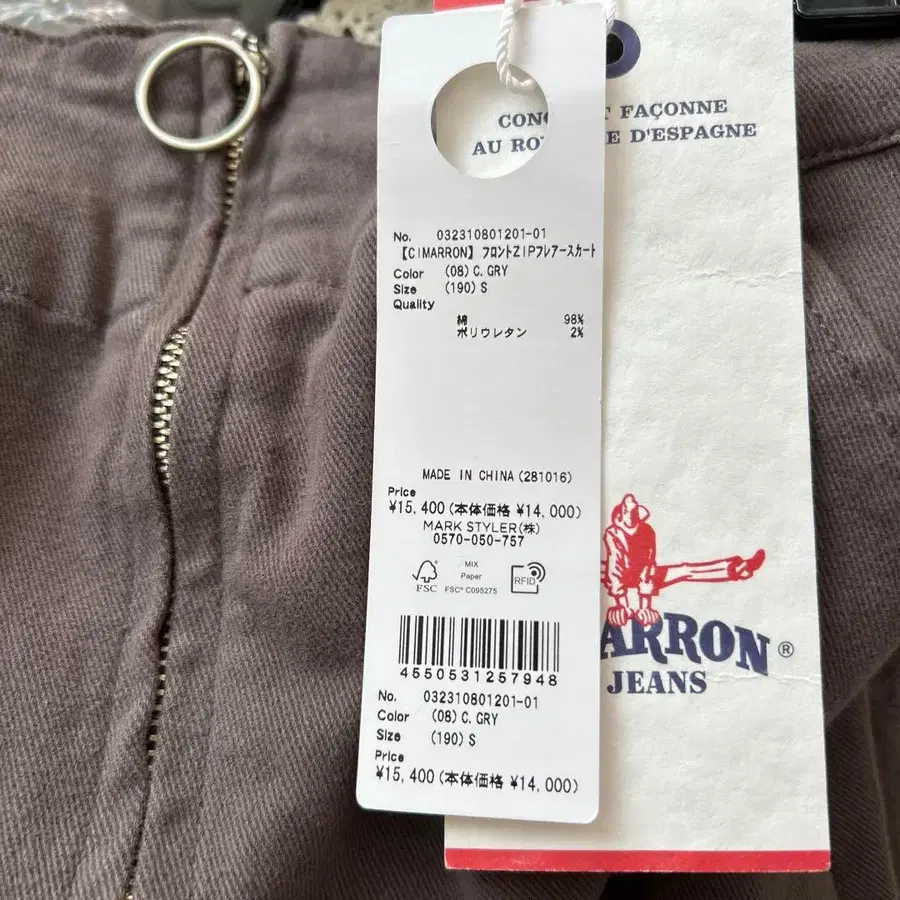 CON T FAÇONNE
AU RO E D'ESPAGNE
No. 032310801201-01
【CIMARRON】 フロントZIPフレアースカート
Color (08) C. GRY
Size (190) S
Quality
綿 98%
ポリウレタン 2%
MADE IN CHINA (281016)
Price
¥15,400 (本体価格 ¥14,000)
MARK STYLER(株)
0570-050-757
FSC
MIX
Paper
FSC® C095275
RFID
4550531257948
No. 032310801201-01
Color (08) C. GRY
Size (190) S
Price
¥15,400 (本体価格 ¥14,000)
ARRON®
JEANS